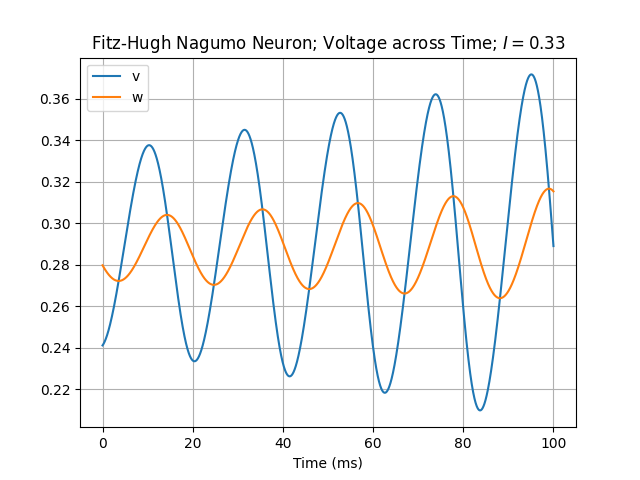 Fitz-Hugh Nagumo Neuron; Voltage across Time; I = 0.33
v
w
0.36
0.34
0.32
0.30
0.28
0.26
0.24
0.22
0 20 40 60 80 100
Time (ms)